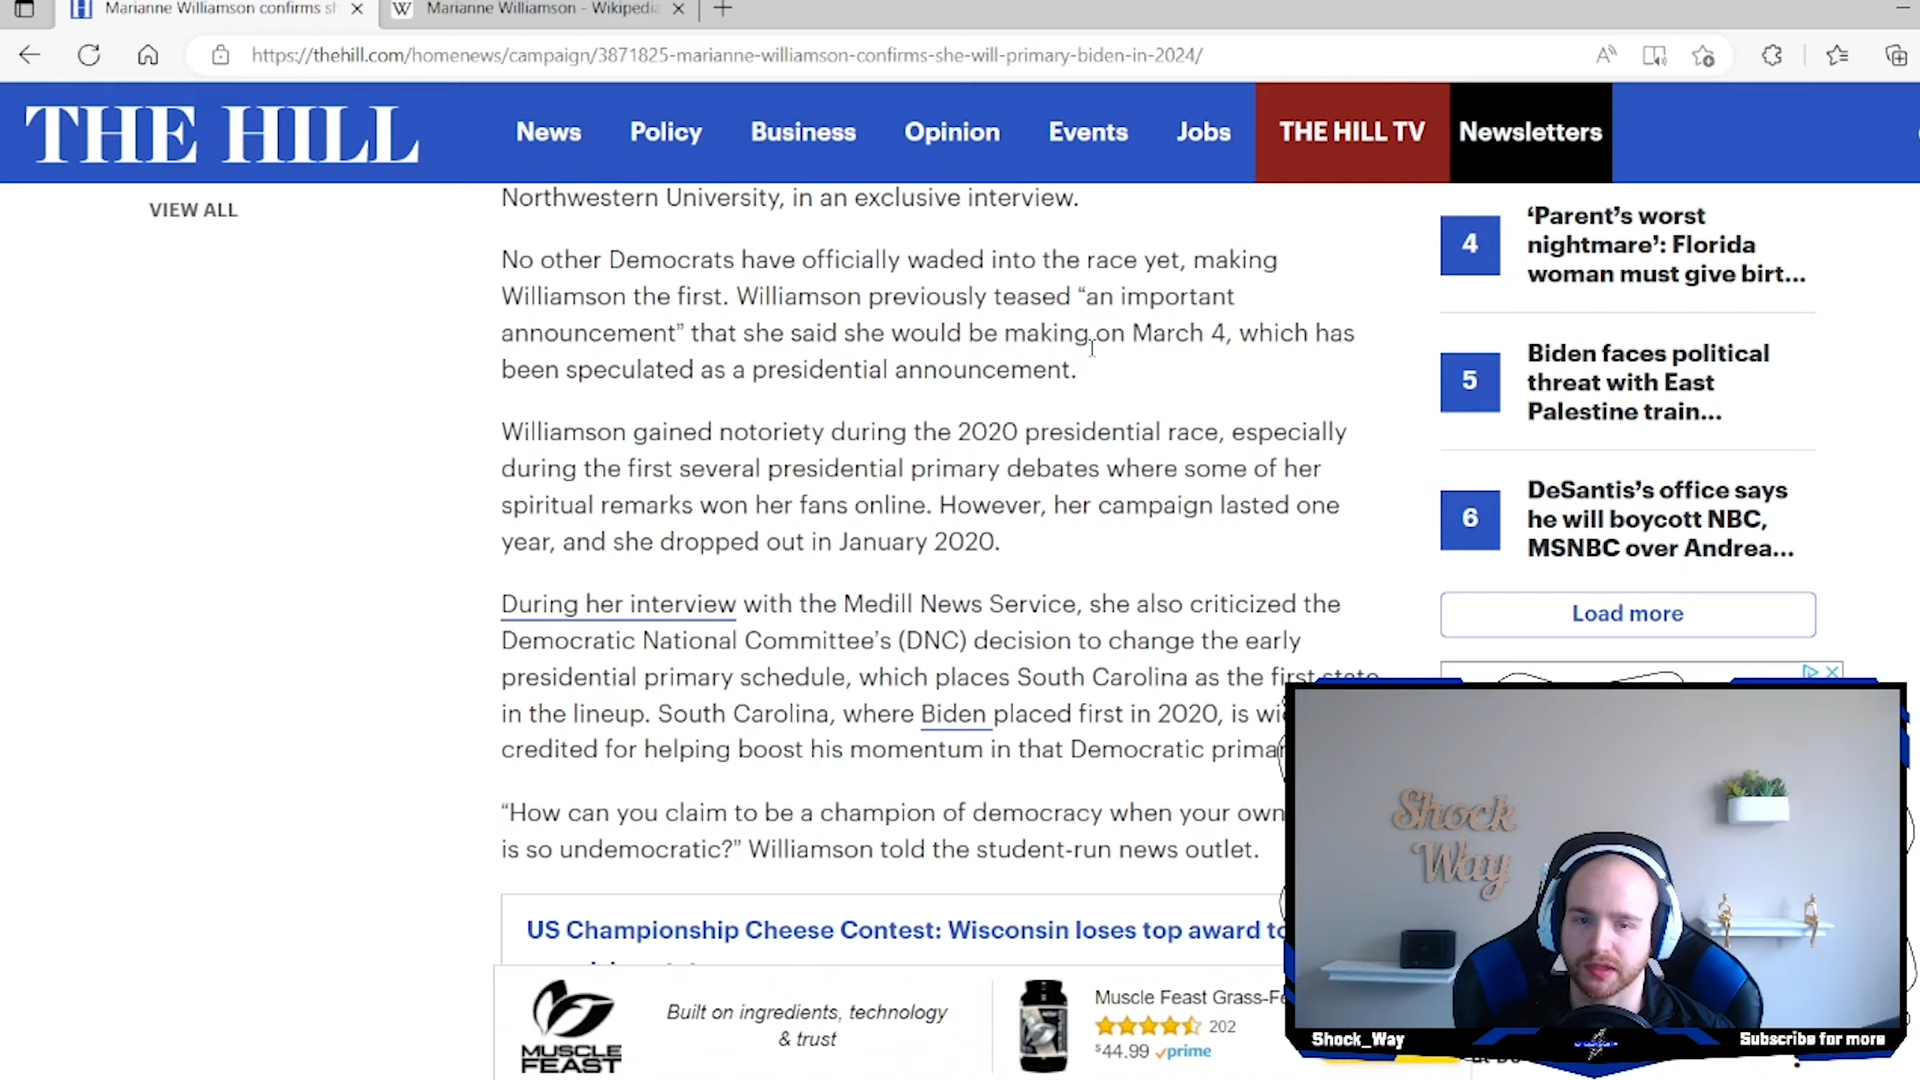 Marianne Williamson confirms sh
Marianne Williamson - Wikipedia
https://thehill.com/homenews/campaign/3871825-marianne-williamson-confirms-she-will-primary-biden-in-2024/
THE HILL
News
Policy
Business
Opinion
Events
Jobs
THE HILL TV
Newsletters
VIEW ALL
Northwestern University, in an exclusive interview.
No other Democrats have officially waded into the race yet, making
Williamson the first. Williamson previously teased “an important
announcement” that she said she would be making on March 4, which has
been speculated as a presidential announcement.
Williamson gained notoriety during the 2020 presidential race, especially
during the first several presidential primary debates where some of her
spiritual remarks won her fans online. However, her campaign lasted one
year, and she dropped out in January 2020.
During her interview with the Medill News Service, she also criticized the
Democratic National Committee’s (DNC) decision to change the early
presidential primary schedule, which places South Carolina as the first state
in the lineup. South Carolina, where Biden placed first in 2020, is wi
credited for helping boost his momentum in that Democratic primar
“How can you claim to be a champion of democracy when your own
is so undemocratic?” Williamson told the student-run news outlet.
US Championship Cheese Contest: Wisconsin loses top award to
MUSCLE
FEAST
Built on ingredients, technology
& trust
Muscle Feast Grass-Fe
202
$44.99 prime
4
‘Parent’s worst
nightmare’: Florida
woman must give birt...
5
Biden faces political
threat with East
Palestine train...
6
DeSantis’s office says
he will boycott NBC,
MSNBC over Andrea...
Load more
Shock
Way
Shock_Way
Subscribe for more